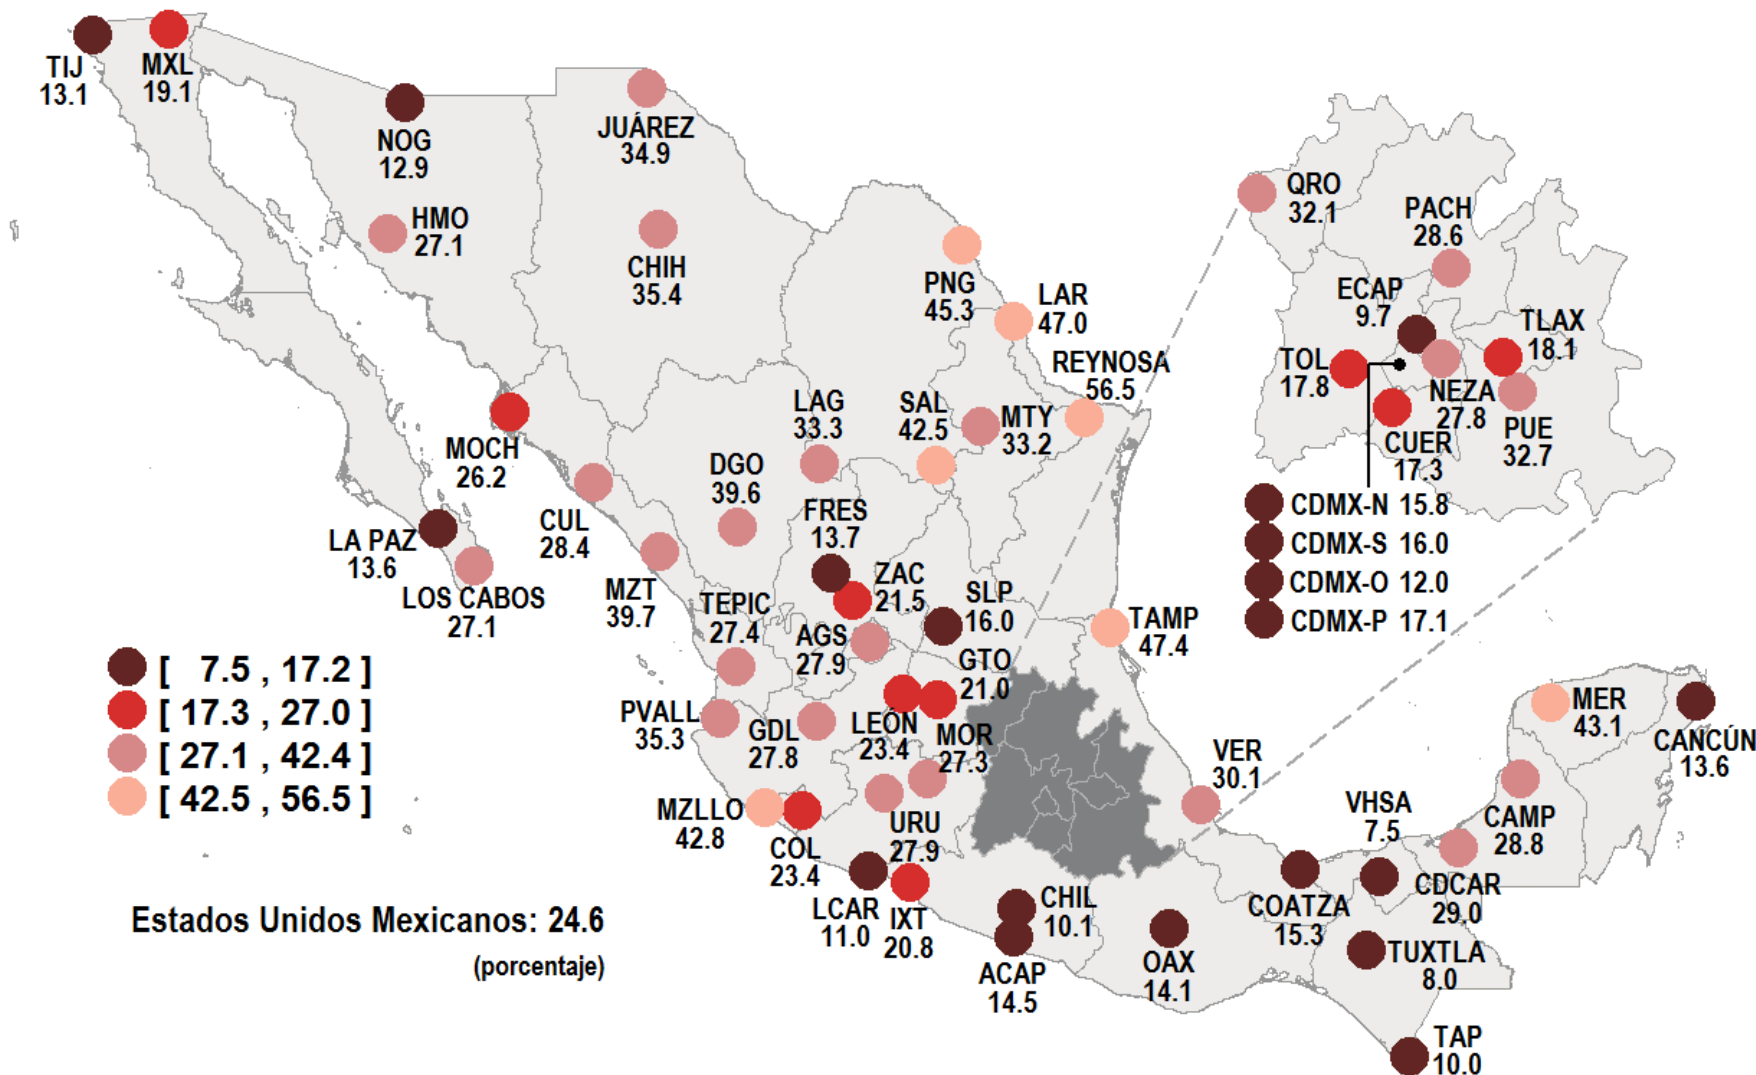 TIJ
13.1
MXL
19.1
NOG
12.9
HMO
27.1
JUÁREZ
34.9
CHIH
35.4
PNG
45.3
LAR
47.0
REYNOSA
56.5
MOCH
26.2
LAG
33.3
SAL
42.5
MTY
33.2
DGO
39.6
CUL
28.4
LA PAZ
13.6
LOS CABOS
27.1
MZT
39.7
FRES
13.7
ZAC
21.5
SLP
16.0
TEPIC
27.4
AGS
27.9
GTO
21.0
TAMP
47.4
PVALL
35.3
GDL
27.8
LEÓN
23.4
MOR
27.3
MZLLO
42.8
COL
23.4
URU
27.9
LCAR
11.0
IXT
20.8
CHIL
10.1
ACAP
14.5
OAX
14.1
VER
30.1
COATZA
15.3
VHSA
7.5
CDCAR
29.0
CAMP
28.8
MER
43.1
CANCÚN
13.6
TUXTLA
8.0
TAP
10.0
QRO
32.1
PACH
28.6
ECAP
9.7
TLAX
18.1
TOL
17.8
NEZA
27.8
CUER
17.3
PUE
32.7
CDMX-N 15.8
CDMX-S 16.0
CDMX-O 12.0
CDMX-P 17.1
[ 7.5 , 17.2 ]
[ 17.3 , 27.0 ]
[ 27.1 , 42.4 ]
[ 42.5 , 56.5 ]
Estados Unidos Mexicanos: 24.6
(porcentaje)